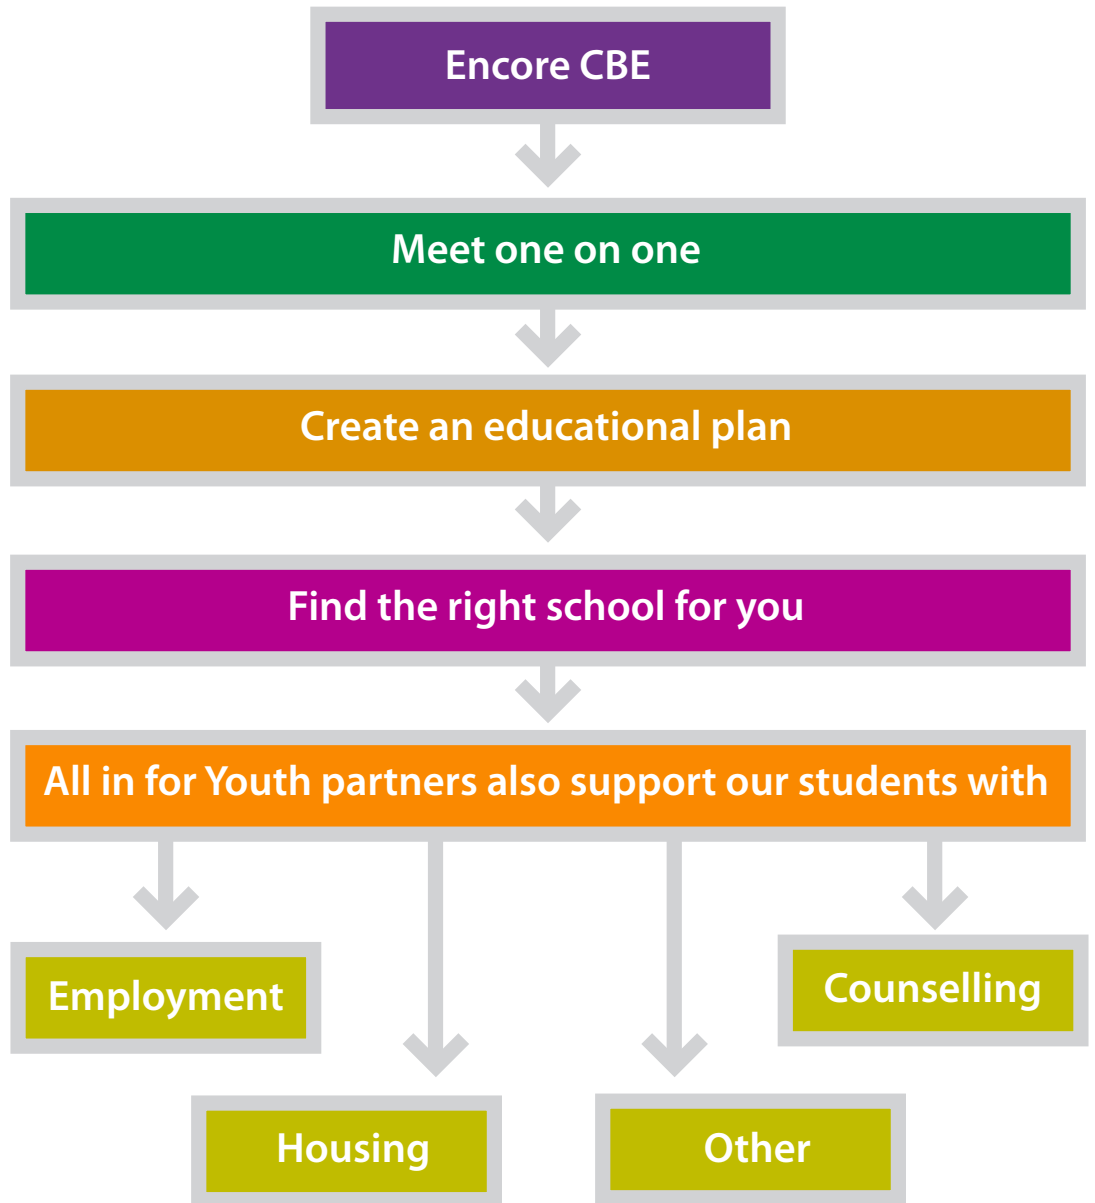 Encore CBE
Meet one on one
Create an educational plan
Find the right school for you
All in for Youth partners also support our students with
Employment
Counselling
Housing
Other